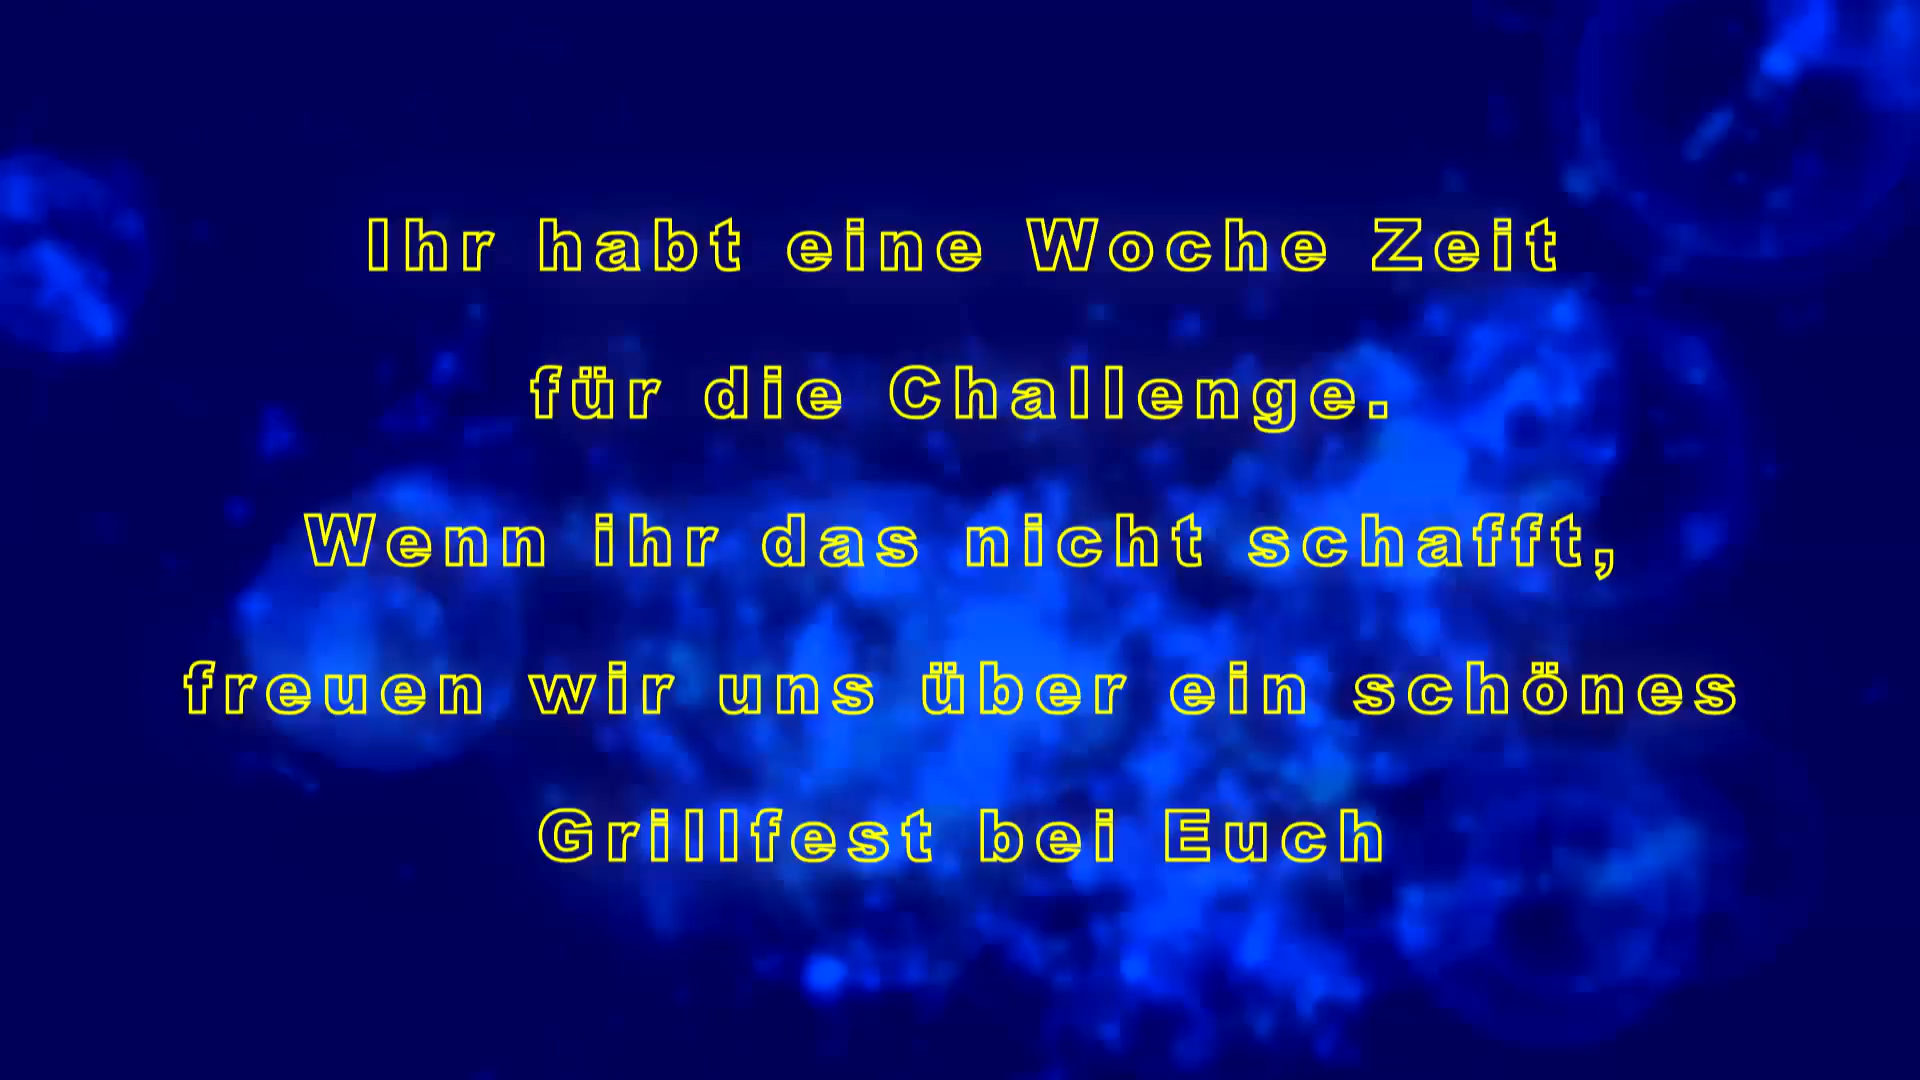 Ihr habt eine Woche Zeit
für die Challenge.
Wenn ihr das nicht schafft,
freuen wir uns über ein schönes
Grillfest bei Euch